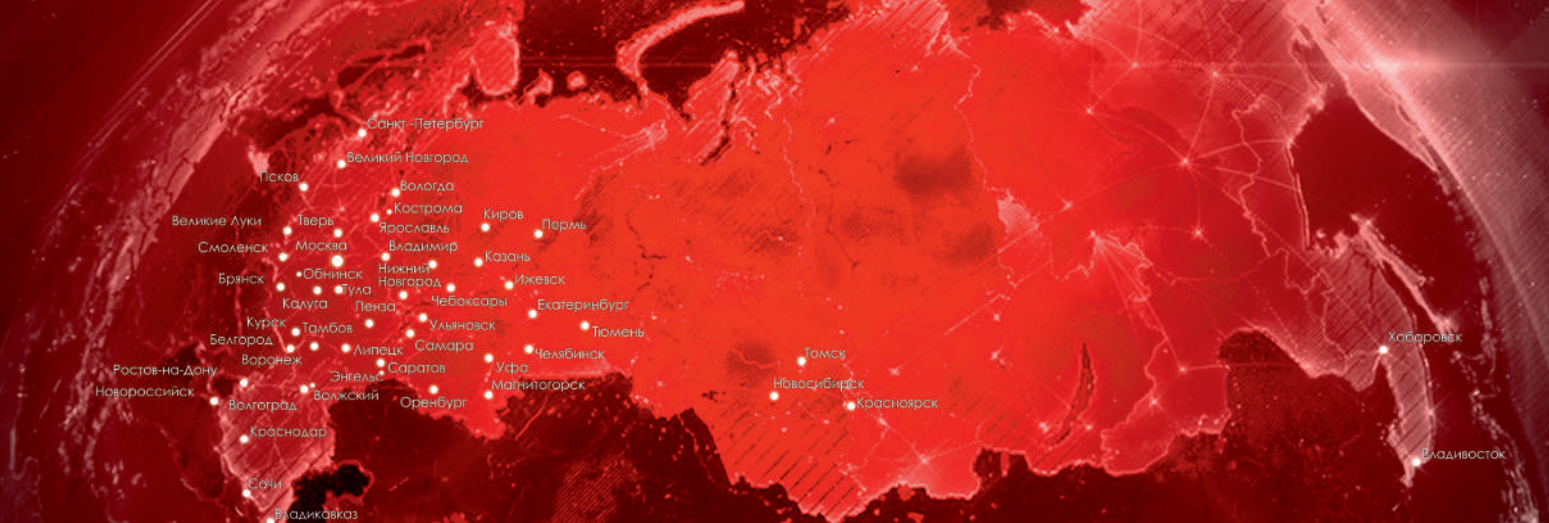 Санкт-Петербург
Великий Новгород
Псков
Вологда
Кострома
Великие Луки
Тверь
Ярославль
Киров
Пермь
Смоленск
Москва
Владимир
Казань
Нижний
Новгород
Обнинск
Брянск
Ижевск
Тула
Калуга
Чебоксары
Пенза
Екатеринбург
Курск
Тамбов
Ульяновск
Тюмень
Белгород
Самара
Хабаровск
Воронеж
Липецк
Челябинск
Томск
Ростов-на-Дону
Энгельс
Саратов
Уфа
Новороссийск
Магнитогорск
Новосибирск
Волгоград
Волжский
Оренбург
Красноярск
Краснодар
Владивосток
Сочи
Владикавказ